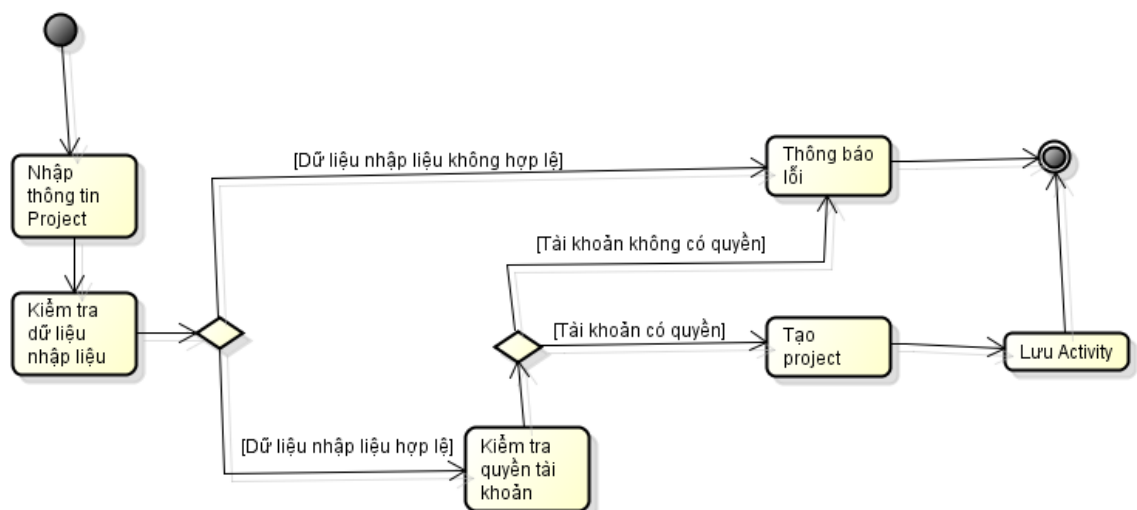 Nhập
thông tin
Project
Kiểm tra
dữ liệu
nhập liệu
[Dữ liệu nhập liệu không hợp lệ]
Thông báo
lỗi
[Tài khoản không có quyền]
[Tài khoản có quyền]
Tạo
project
Lưu Activity
[Dữ liệu nhập liệu hợp lệ]
Kiểm tra
quyền tài
khoản